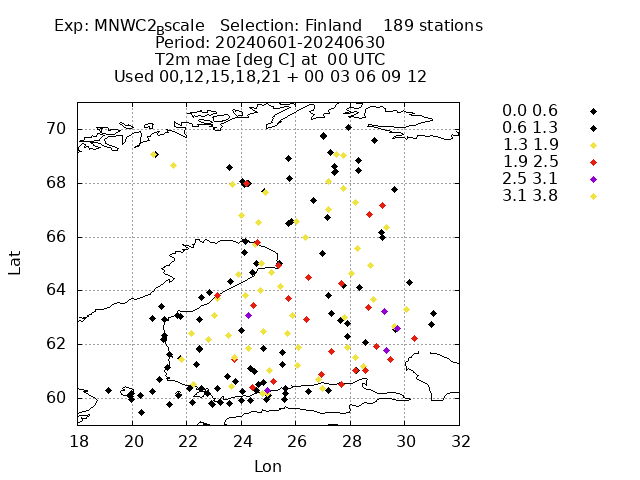 Exp: MNWC2_B scale   Selection: Finland    189 stations
Period: 20240601-20240630
T2m mae [deg C] at  00 UTC
Used 00,12,15,18,21 + 00 03 06 09 12
0.0 0.6
0.6 1.3
1.3 1.9
1.9 2.5
2.5 3.1
3.1 3.8
70
68
66
64
62
60
Lat
18 20 22 24 26 28 30 32
Lon